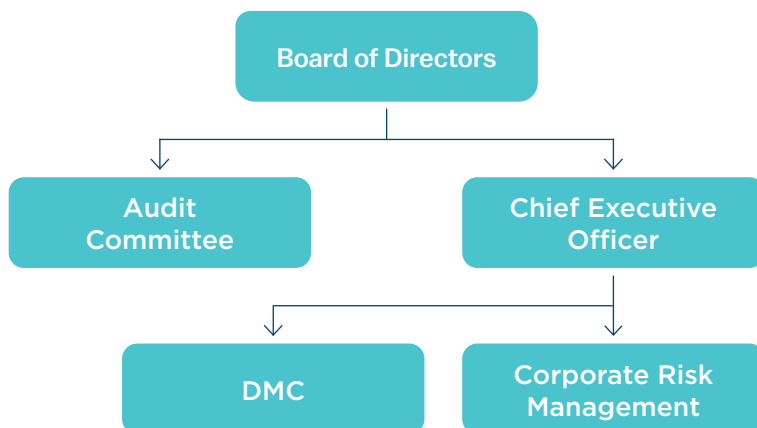 Board of Directors
Audit
Committee
Chief Executive
Officer
DMC
Corporate Risk
Management